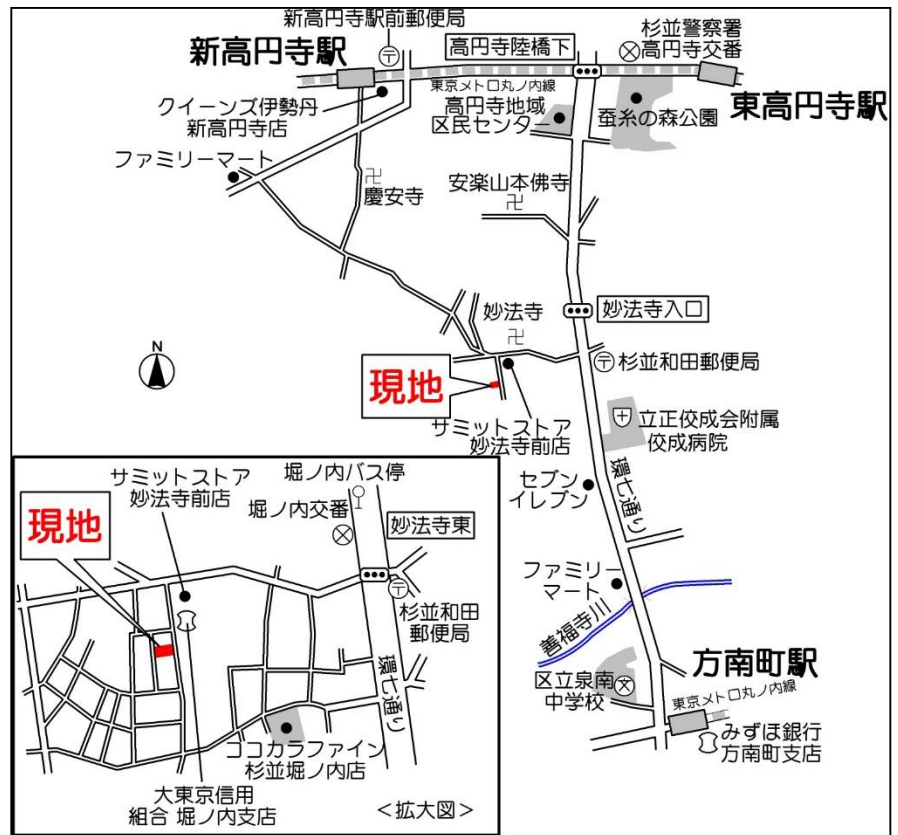 新高円寺駅前郵便局
新高円寺駅
高円寺陸橋下
杉並警察署
高円寺交番
東京メトロ丸ノ内線
クイーンズ伊勢丹
新高円寺店
高円寺地域
区民センター
蚕糸の森公園
東高円寺駅
ファミリーマート
慶安寺
安楽山本佛寺
妙法寺
妙法寺入口
N
現地
杉並和田郵便局
サミットストア
妙法寺前店
立正佼成会附属
佼成病院
セブン
イレブン
環七通り
ファミリー
マート
善福寺川
方南町駅
区立泉南
中学校
東京メトロ丸ノ内線
みずほ銀行
方南町支店
サミットストア
妙法寺前店
堀ノ内バス停
堀ノ内交番
妙法寺東
現地
杉並和田
郵便局
環七通り
ココカラファイン
杉並堀ノ内店
大東京信用
組合 堀ノ内支店
<拡大図>